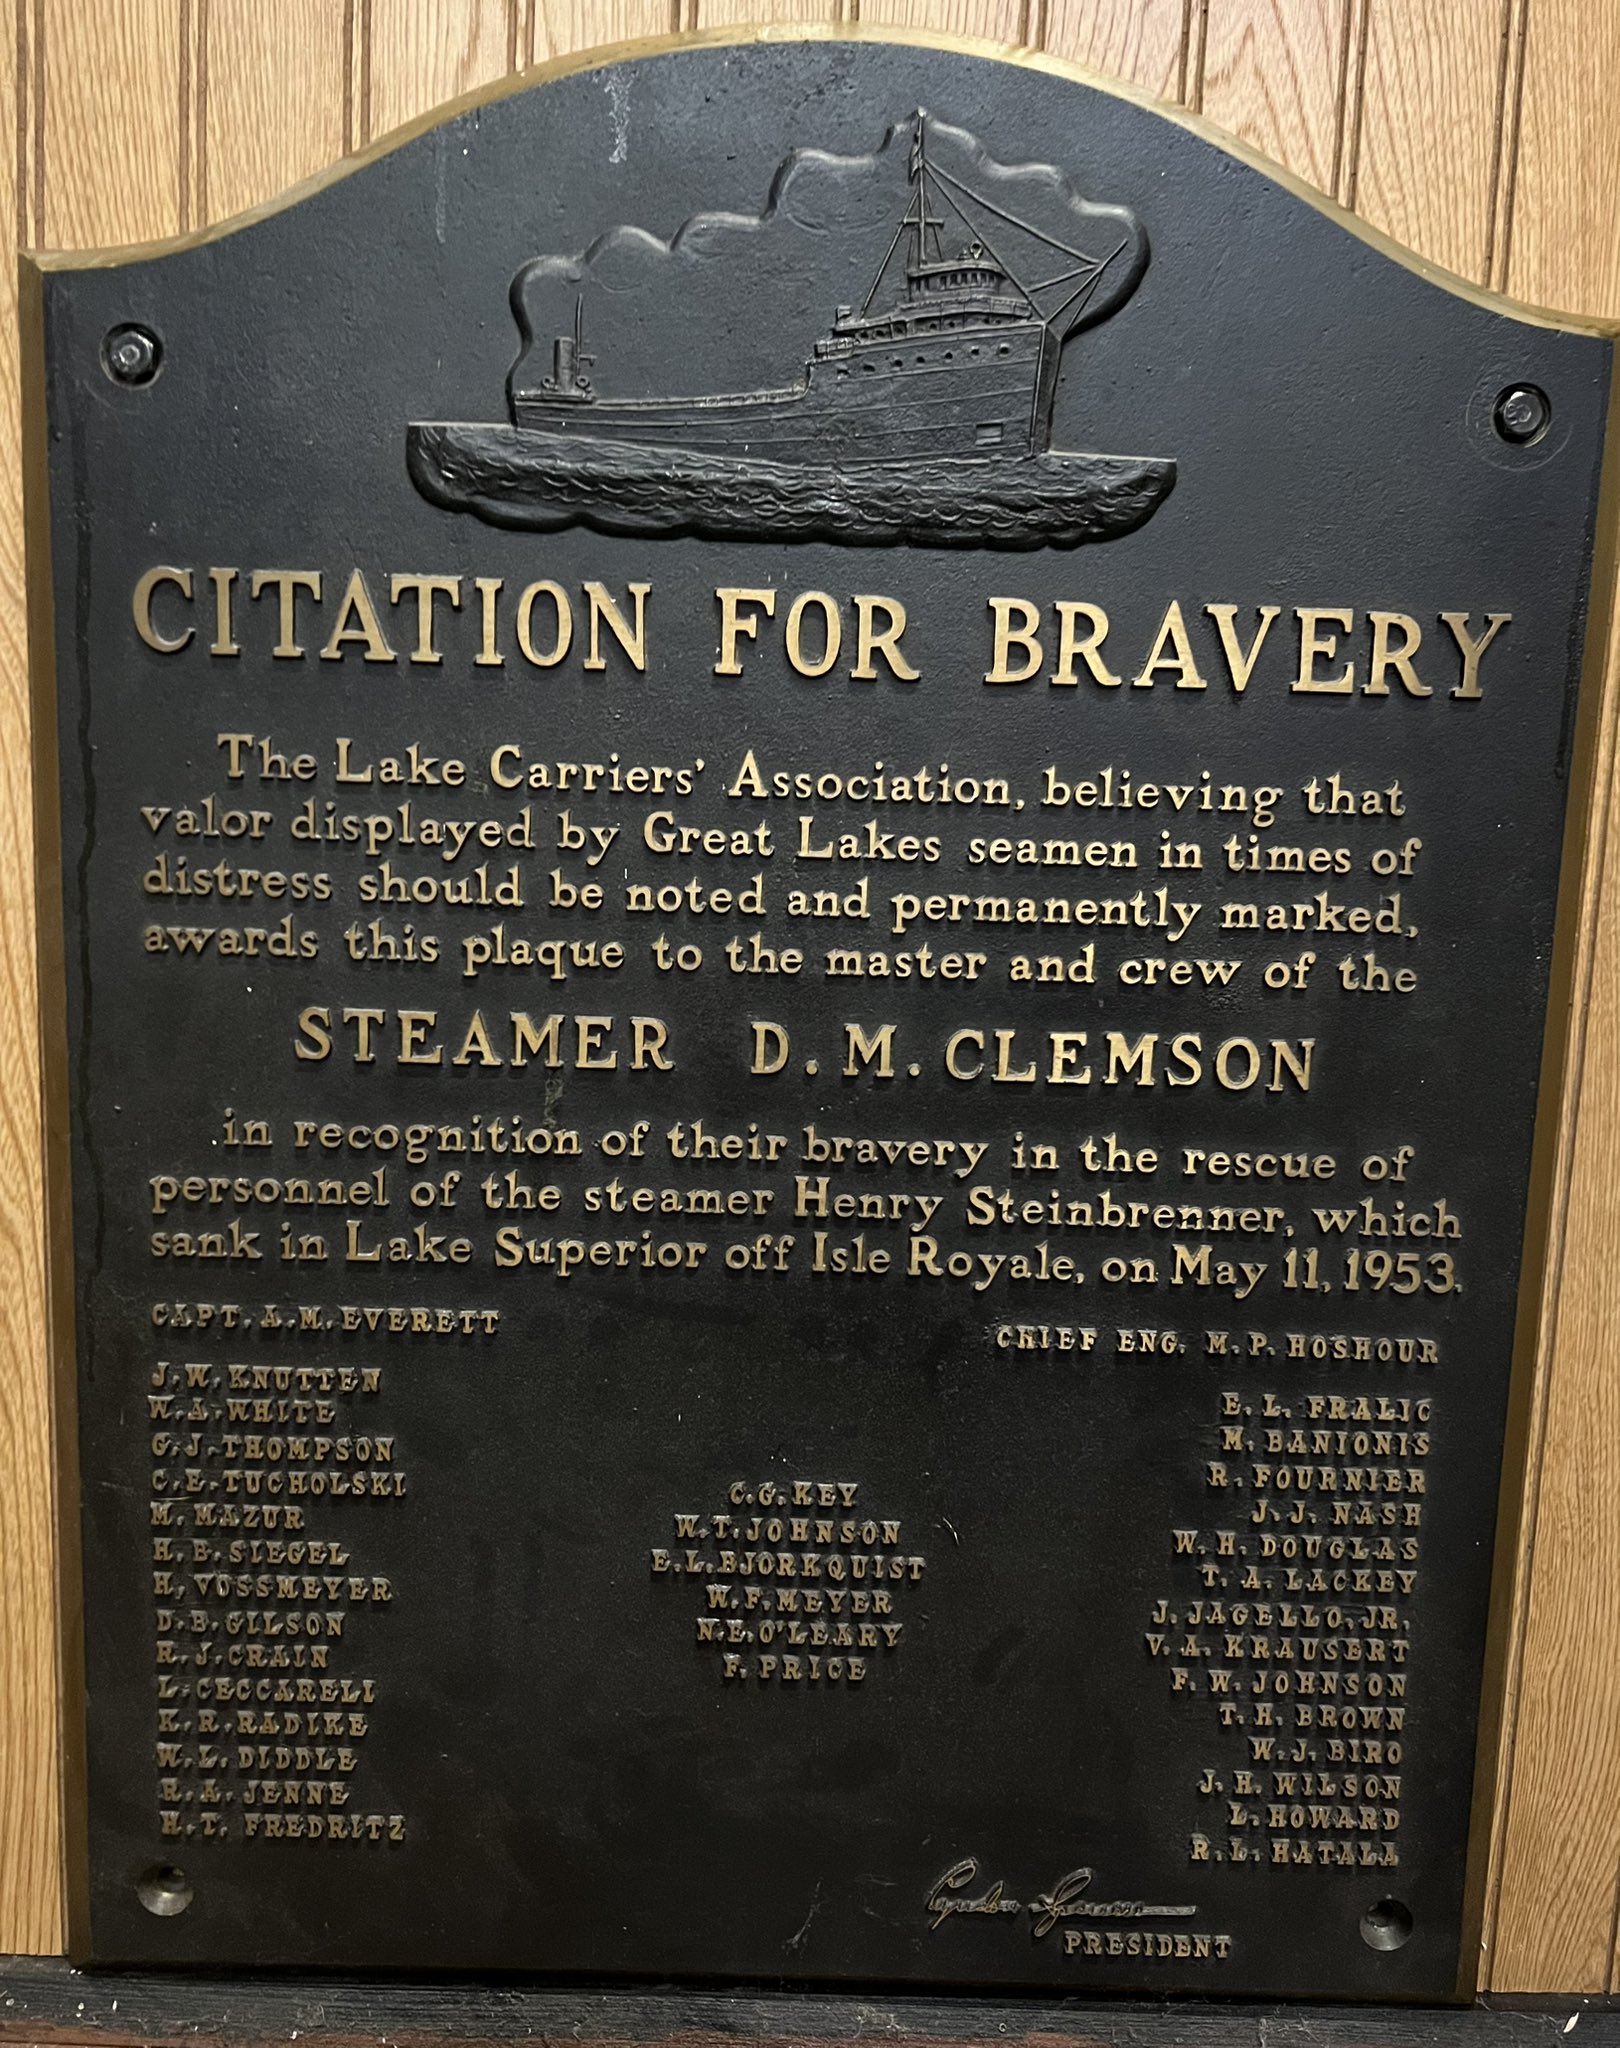 CITATION FOR BRAVERY
The Lake Carriers' Association, believing that
valor displayed by Great Lakes seamen in times of
distress should be noted and permanently marked,
awards this plaque to the master and crew of the
STEAMER D. M. CLEMSON
in recognition of their bravery in the rescue of
personnel of the steamer Henry Steinbrenner, which
sank in Lake Superior off Isle Royale, on May 11, 1953.
CAPT. A. M. EVERETT
J. W. KNUTTEN
W. A. WHITE
G. J. THOMPSON
C. E. TUCHOLSKI
M. MAZUR
H. E. SIEGEL
H. VOSSMEYER
D. B. GILSON
R. J. CRAIN
L. CECCARELI
K. R. RADIKE
W. L. DIDDLE
R. A. JENNE
H. T. FREDRITZ
C. G. KEY
W. T. JOHNSON
E. L. BJORKQUIST
W. F. MEYER
N. E. O'LEARY
F. PRICE
CHIEF ENG. M. P. HOSHOUR
E. L. FRALIC
M. BANIONIS
R. FOURNIER
J. J. NASH
W. H. DOUGLAS
T. A. LACKEY
J. JAGELLO, JR.
V. A. KRAUSERT
F. W. JOHNSON
T. H. BROWN
W. J. BIRO
J. H. WILSON
L. HOWARD
R. L. HATALA
PRESIDENT